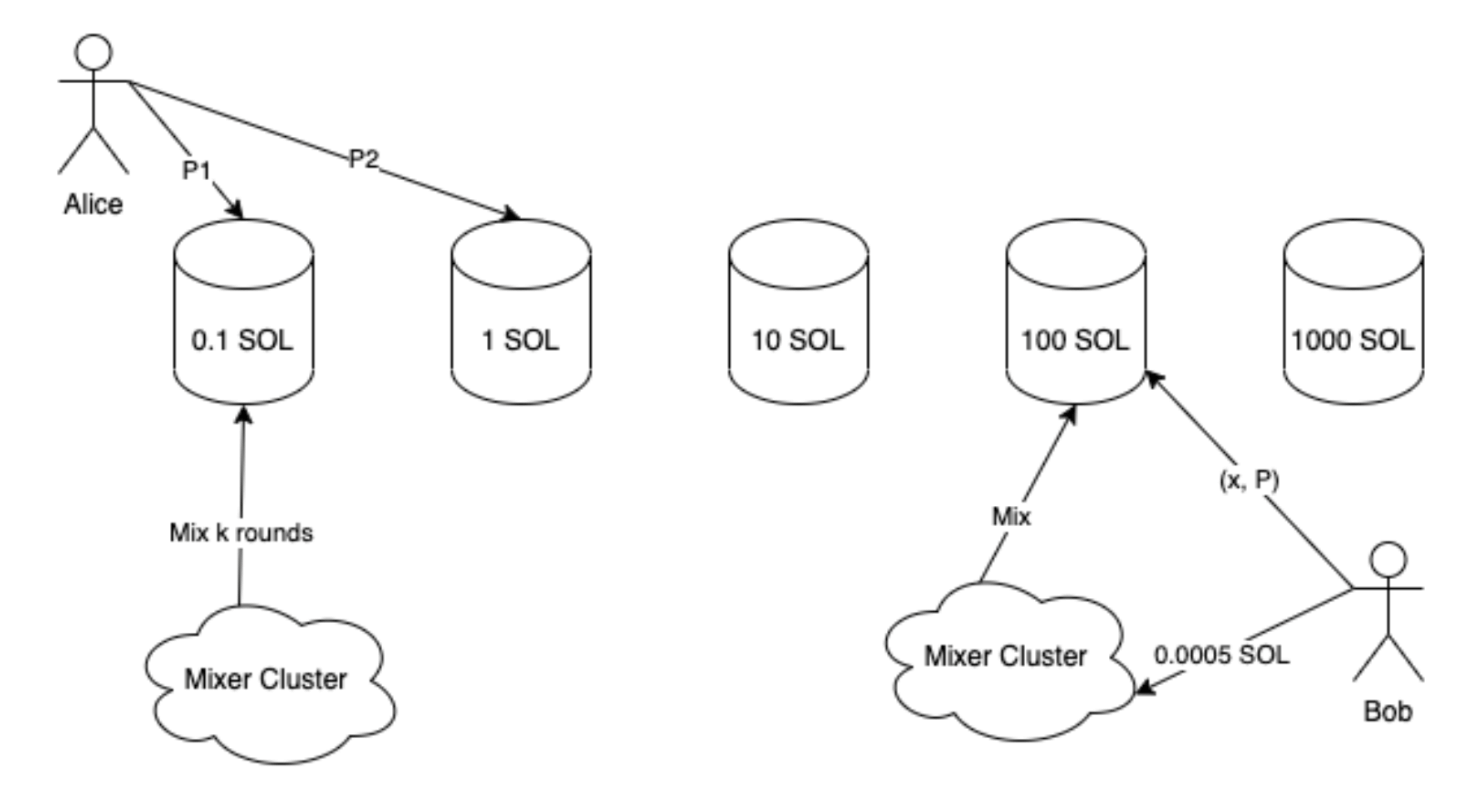 Alice
P1
P2
0.1 SOL
1 SOL
10 SOL
100 SOL
1000 SOL
(x, P)
Mix k rounds
Mix
Mixer Cluster
Mixer Cluster
0.0005 SOL
Bob